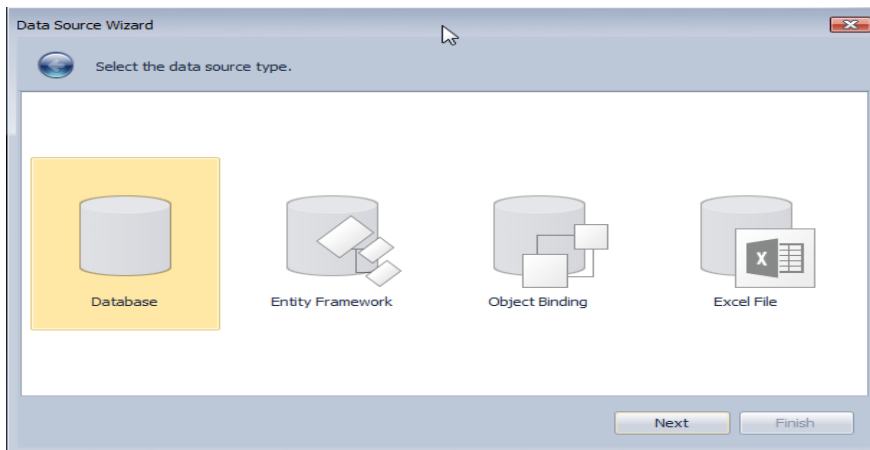 Data Source Wizard
Select the data source type.
Database
Entity Framework
Object Binding
X
Excel File
Next
Finish